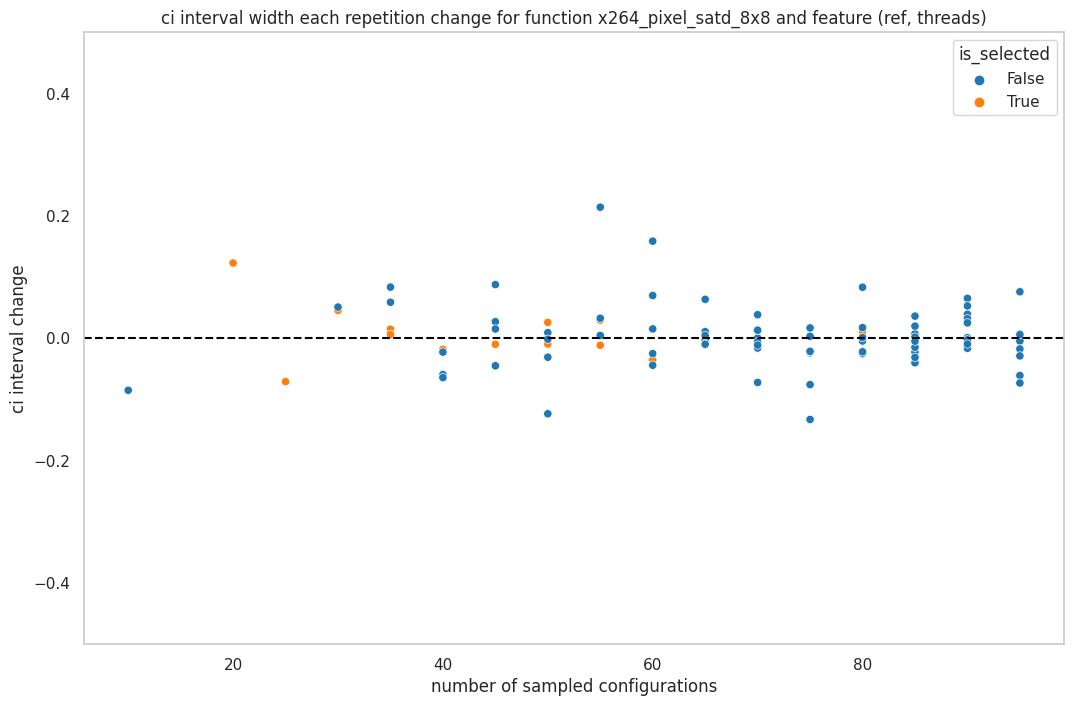 ci interval width each repetition change for function x264_pixel_satd_8x8 and feature (ref, threads)
is_selected
False
True
0.4
0.2
0.0
−0.2
−0.4
ci interval change
20
40
60
80
number of sampled configurations